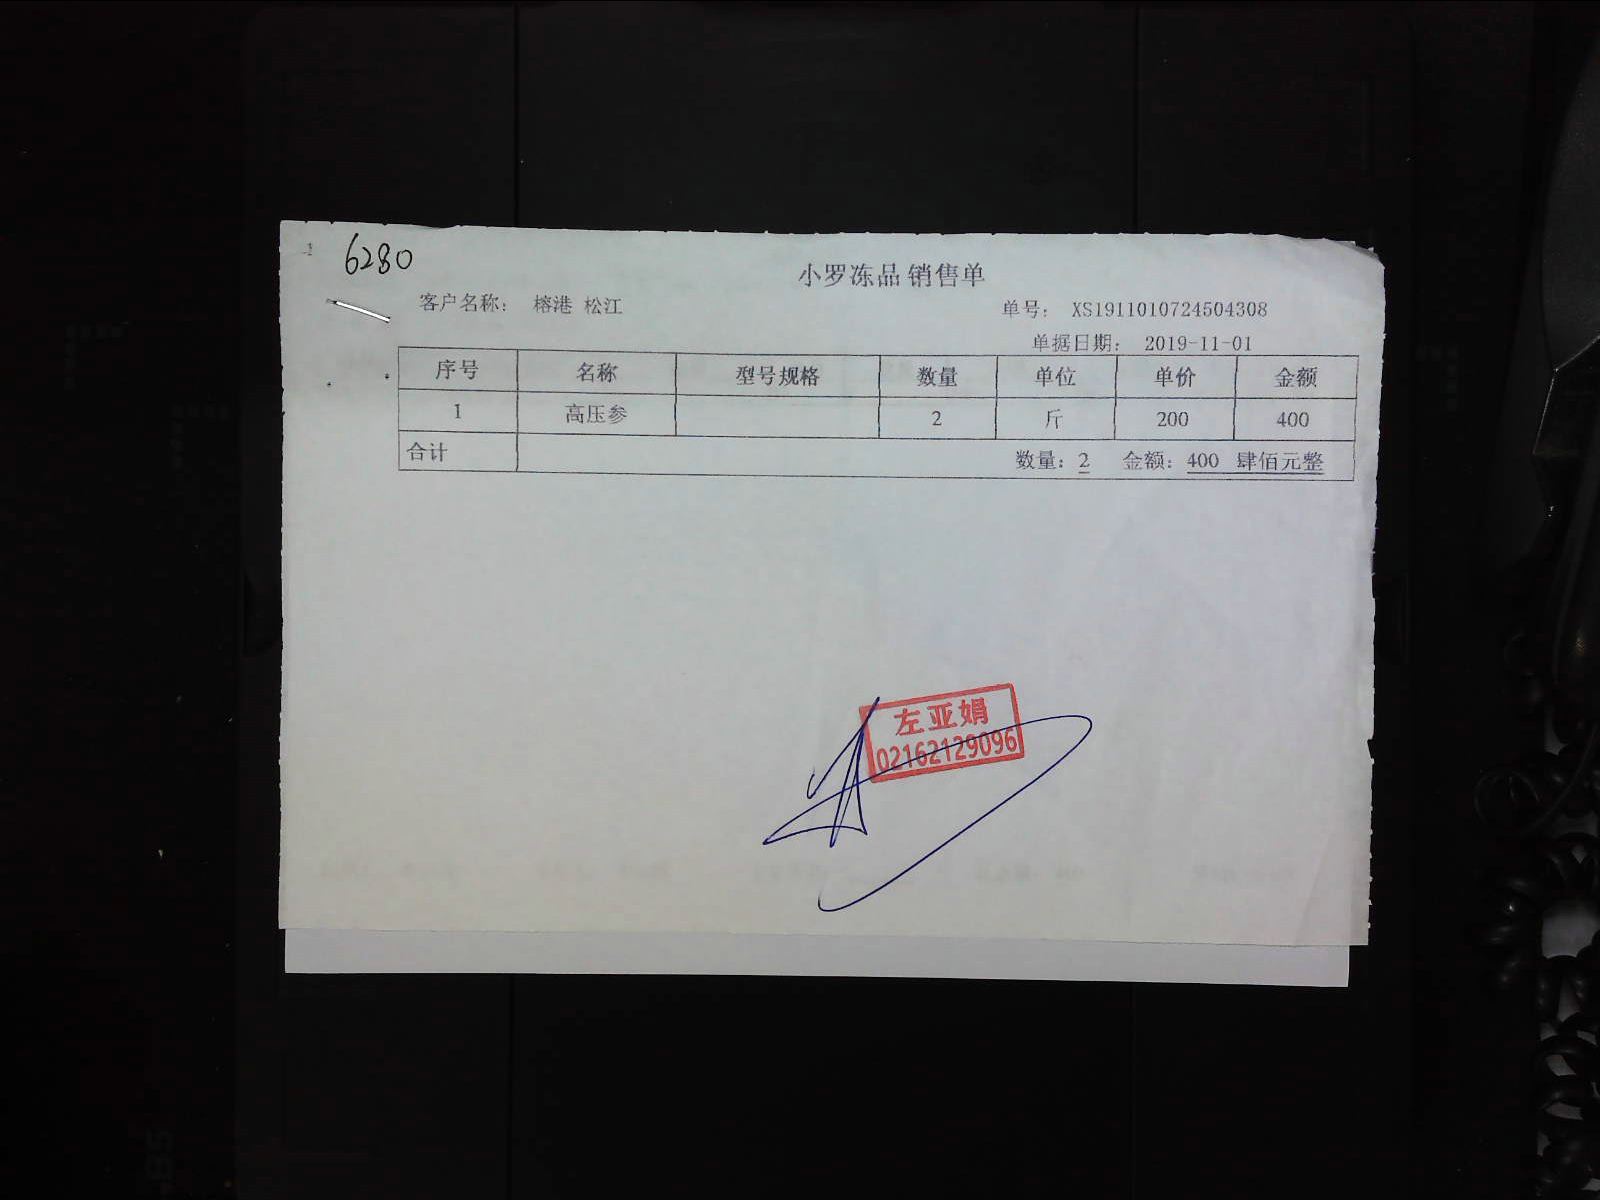 6280
小罗冻品 销售单
客户名称： 榕港 松江 单号： XS1911010724504308
单据日期： 2019-11-01
序号 名称 型号规格 数量 单位 单价 金额
1 高压参 2 斤 200 400
合计 数量：2 金额：400 肆佰元整
左亚娟
02162129096